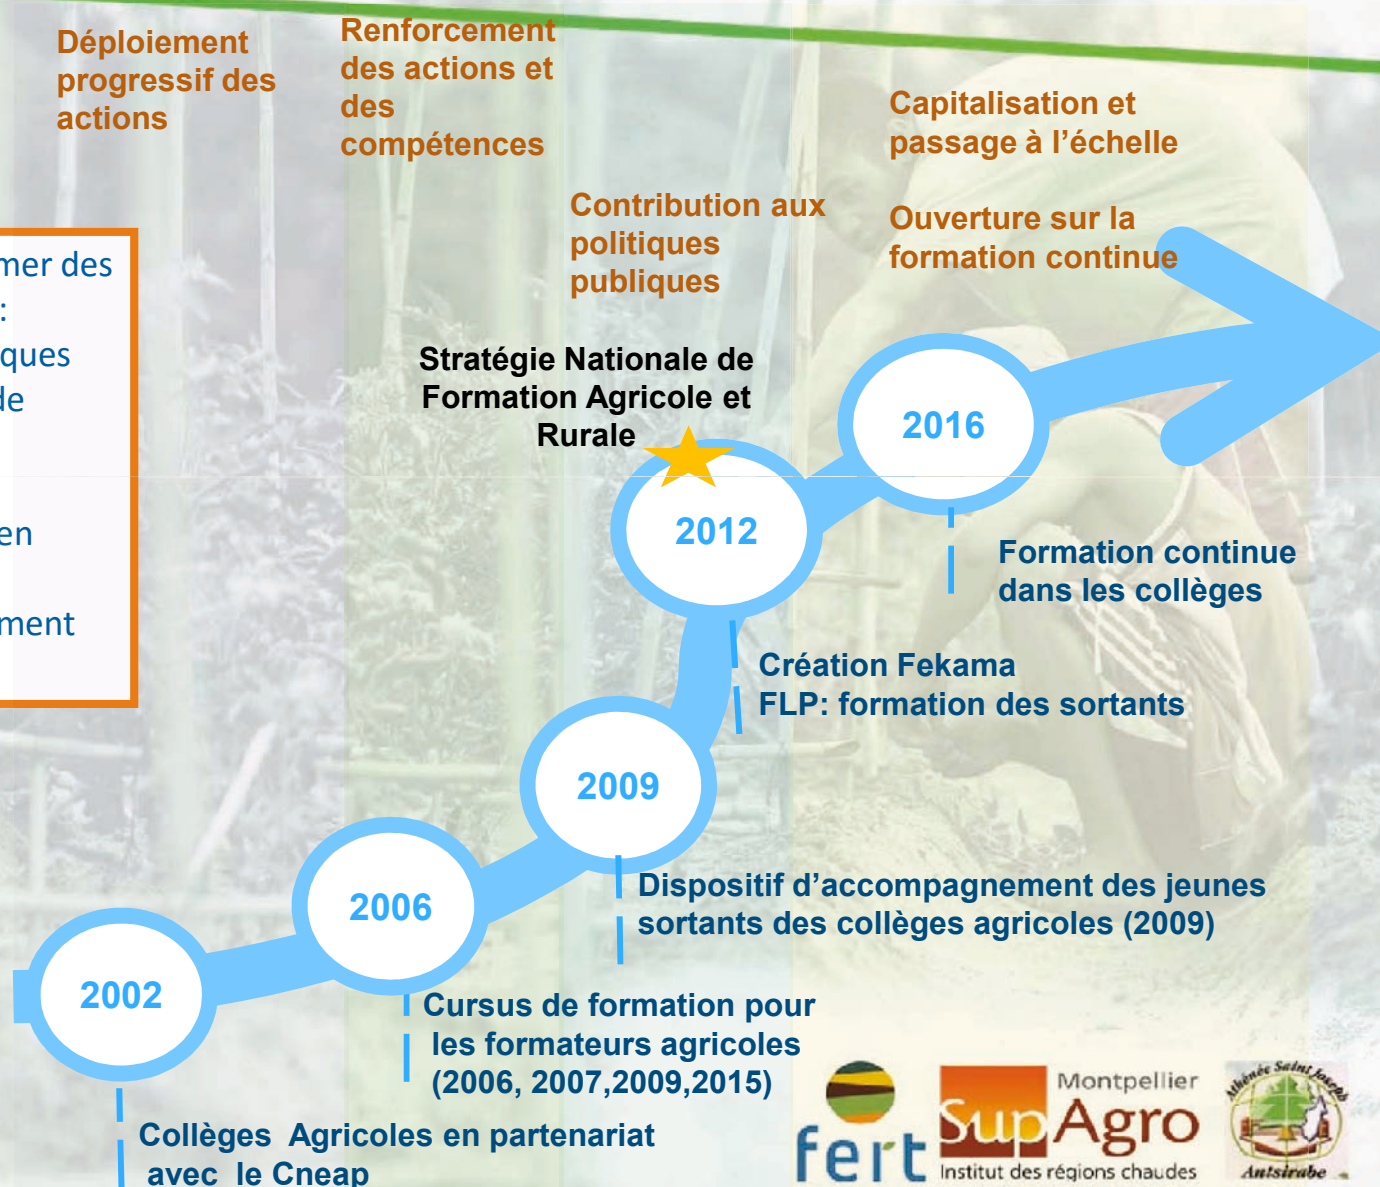 Déploiement
progressif des
actions
Renforcement
des actions et
des
compétences
Contribution aux
politiques
publiques
Capitalisation et
passage à l’échelle
Ouverture sur la
formation continue
mer des
:
ques
de
en
ment
Stratégie Nationale de
Formation Agricole et
Rurale
2016
2012
Formation continue
dans les collèges
Création Fekama
FLP: formation des sortants
2009
Dispositif d’accompagnement des jeunes
sortants des collèges agricoles (2009)
2006
Cursus de formation pour
les formateurs agricoles
(2006, 2007,2009,2015)
2002
Collèges Agricoles en partenariat
avec le Cneap
fert
Montpellier
SupAgro
Institut des régions chaudes
Athénée Saint Joseph
Antsirabe